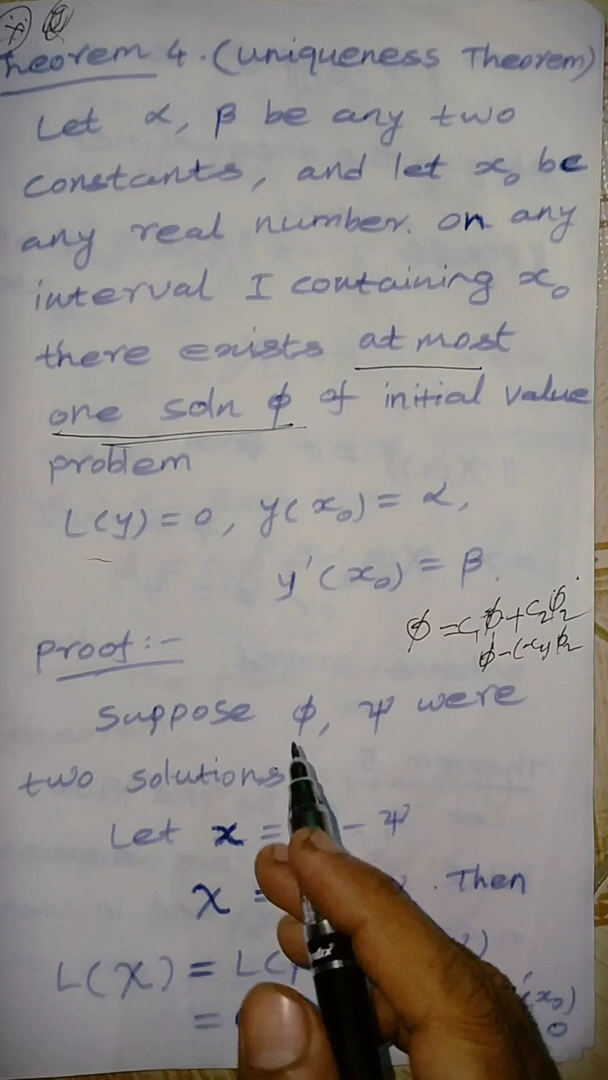 Theorem 4. (Uniqueness Theorem)
Let α, β be any two
constants, and let x₀ be
any real number. on any
interval I containing x₀
there exists at most
one soln ϕ of initial value
problem
L(y) = 0, y(x₀) = α,
y'(x₀) = β.
ϕ = c₁ϕ₁ + c₂ϕ₂
Proof :-
Suppose ϕ, ψ were
two solutions
Let x = - ψ
χ = . Then
L(χ) = L(
= (x₀)
0